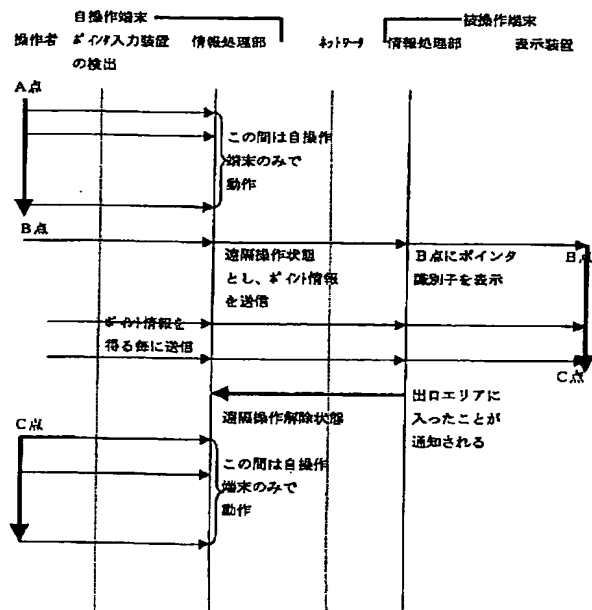 自操作端末
被操作端末
操作者
ポインタ入力装置
の検出
情報処理部
ネットワーク
情報処理部
表示装置
A点
この間は自操作
端末のみで
動作
B点
遠隔操作状態
とし、ポイント情報
を送信
B点にポインタ
識別子を表示
B点
ポイント情報を
得る毎に送信
C点
出口エリアに
入ったことが
通知される
遠隔操作解除状態
C点
この間は自操作
端末のみで
動作